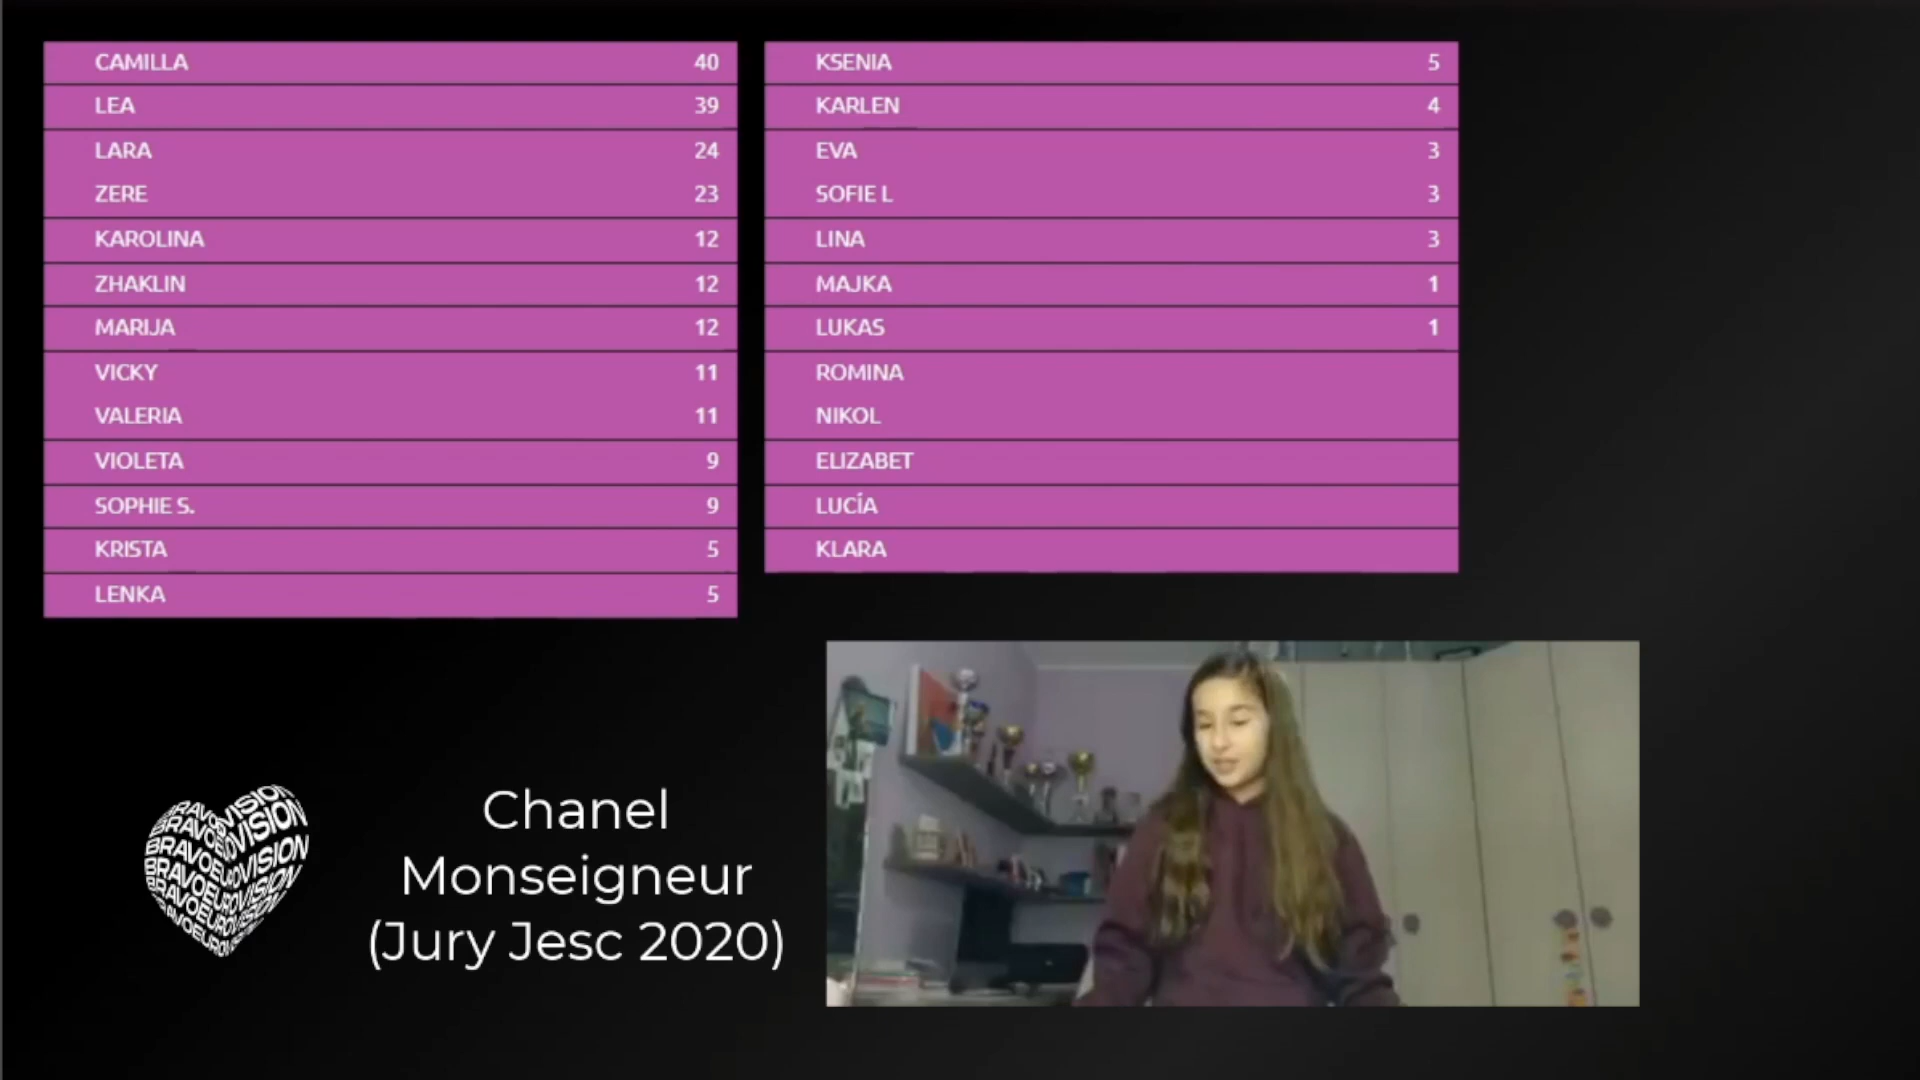 CAMILLA 40
LEA 39
LARA 24
ZERE 23
KAROLINA 12
ZHAKLIN 12
MARIJA 12
VICKY 11
VALERIA 11
VIOLETA 9
SOPHIE S. 9
KRISTA 5
LENKA 5
KSENIA 5
KARLEN 4
EVA 3
SOFIE L 3
LINA 3
MAJKA 1
LUKAS 1
ROMINA
NIKOL
ELIZABET
LUCÍA
KLARA
BRAVOEUROVISION
Chanel
Monseigneur
(Jury Jesc 2020)